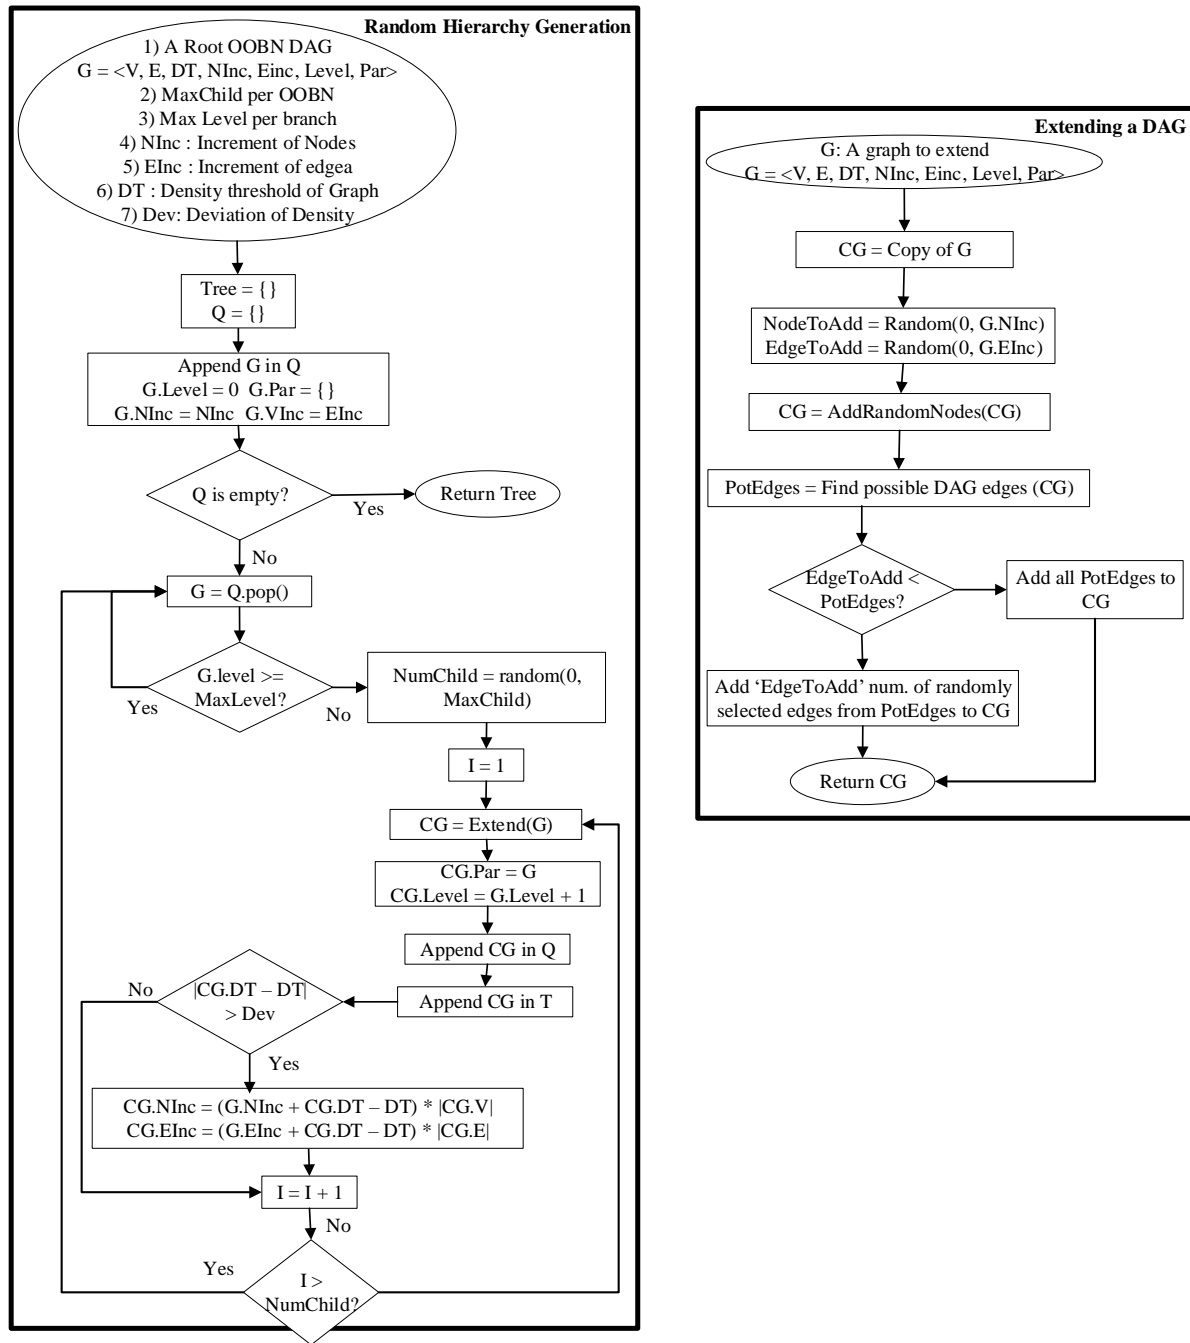 Random Hierarchy Generation
1) A Root OOBN DAG
G = <V, E, DT, NInc, Einc, Level, Par>
2) MaxChild per OOBN
3) Max Level per branch
4) NInc : Increment of Nodes
5) EInc : Increment of edgea
6) DT : Density threshold of Graph
7) Dev: Deviation of Density
Tree = {}
Q = {}
Append G in Q
G.Level = 0 G.Par = {}
G.NInc = NInc G.VInc = EInc
Q is empty?
Yes
Return Tree
No
G = Q.pop()
G.level >=
MaxLevel?
Yes
No
NumChild = random(0,
MaxChild)
I = 1
CG = Extend(G)
CG.Par = G
CG.Level = G.Level + 1
Append CG in Q
Append CG in T
|CG.DT – DT|
> Dev
No
Yes
CG.NInc = (G.NInc + CG.DT – DT) * |CG.V|
CG.EInc = (G.EInc + CG.DT – DT) * |CG.E|
I = I + 1
No
Yes
I >
NumChild?
Extending a DAG
G: A graph to extend
G = <V, E, DT, NInc, Einc, Level, Par>
CG = Copy of G
NodeToAdd = Random(0, G.NInc)
EdgeToAdd = Random(0, G.EInc)
CG = AddRandomNodes(CG)
PotEdges = Find possible DAG edges (CG)
EdgeToAdd <
PotEdges?
Add all PotEdges to
CG
Add ‘EdgeToAdd’ num. of randomly
selected edges from PotEdges to CG
Return CG